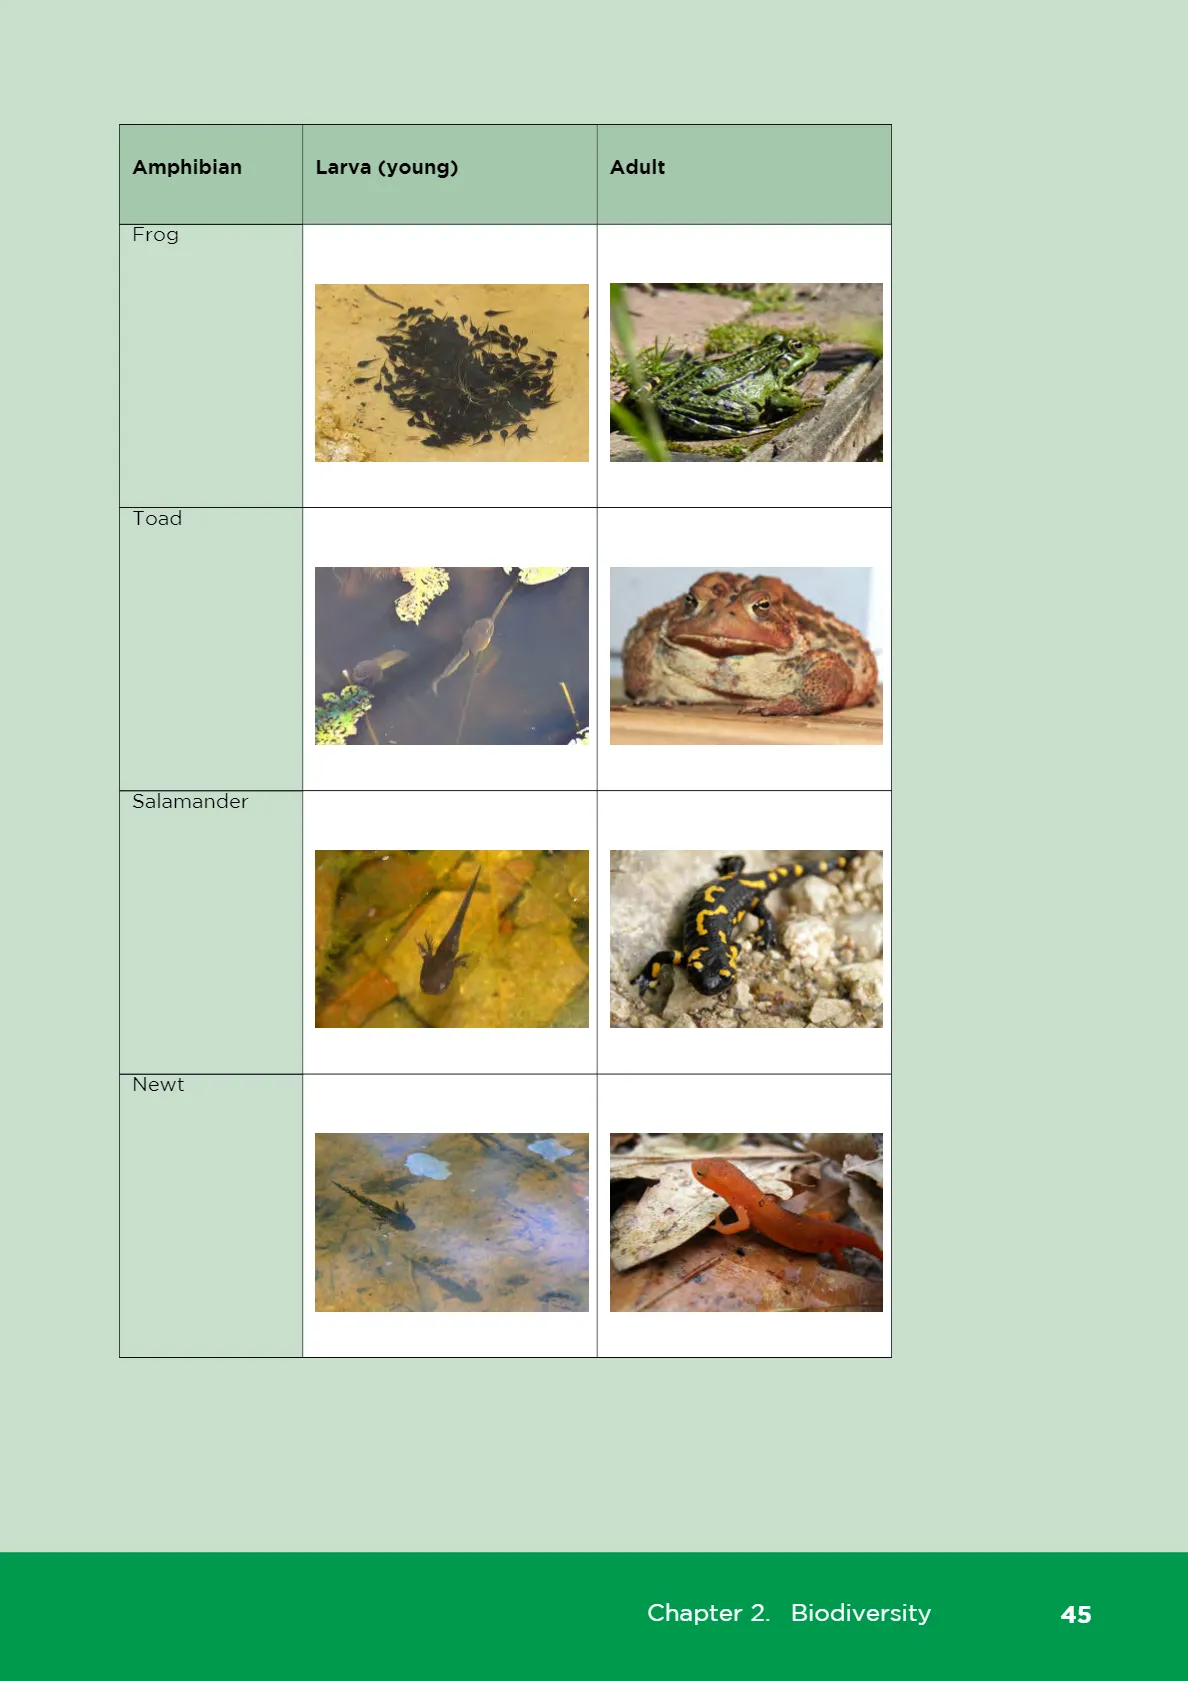 Amphibian Larva (young) Adult
Frog
Toad
Salamander
Newt
Chapter 2. Biodiversity 45